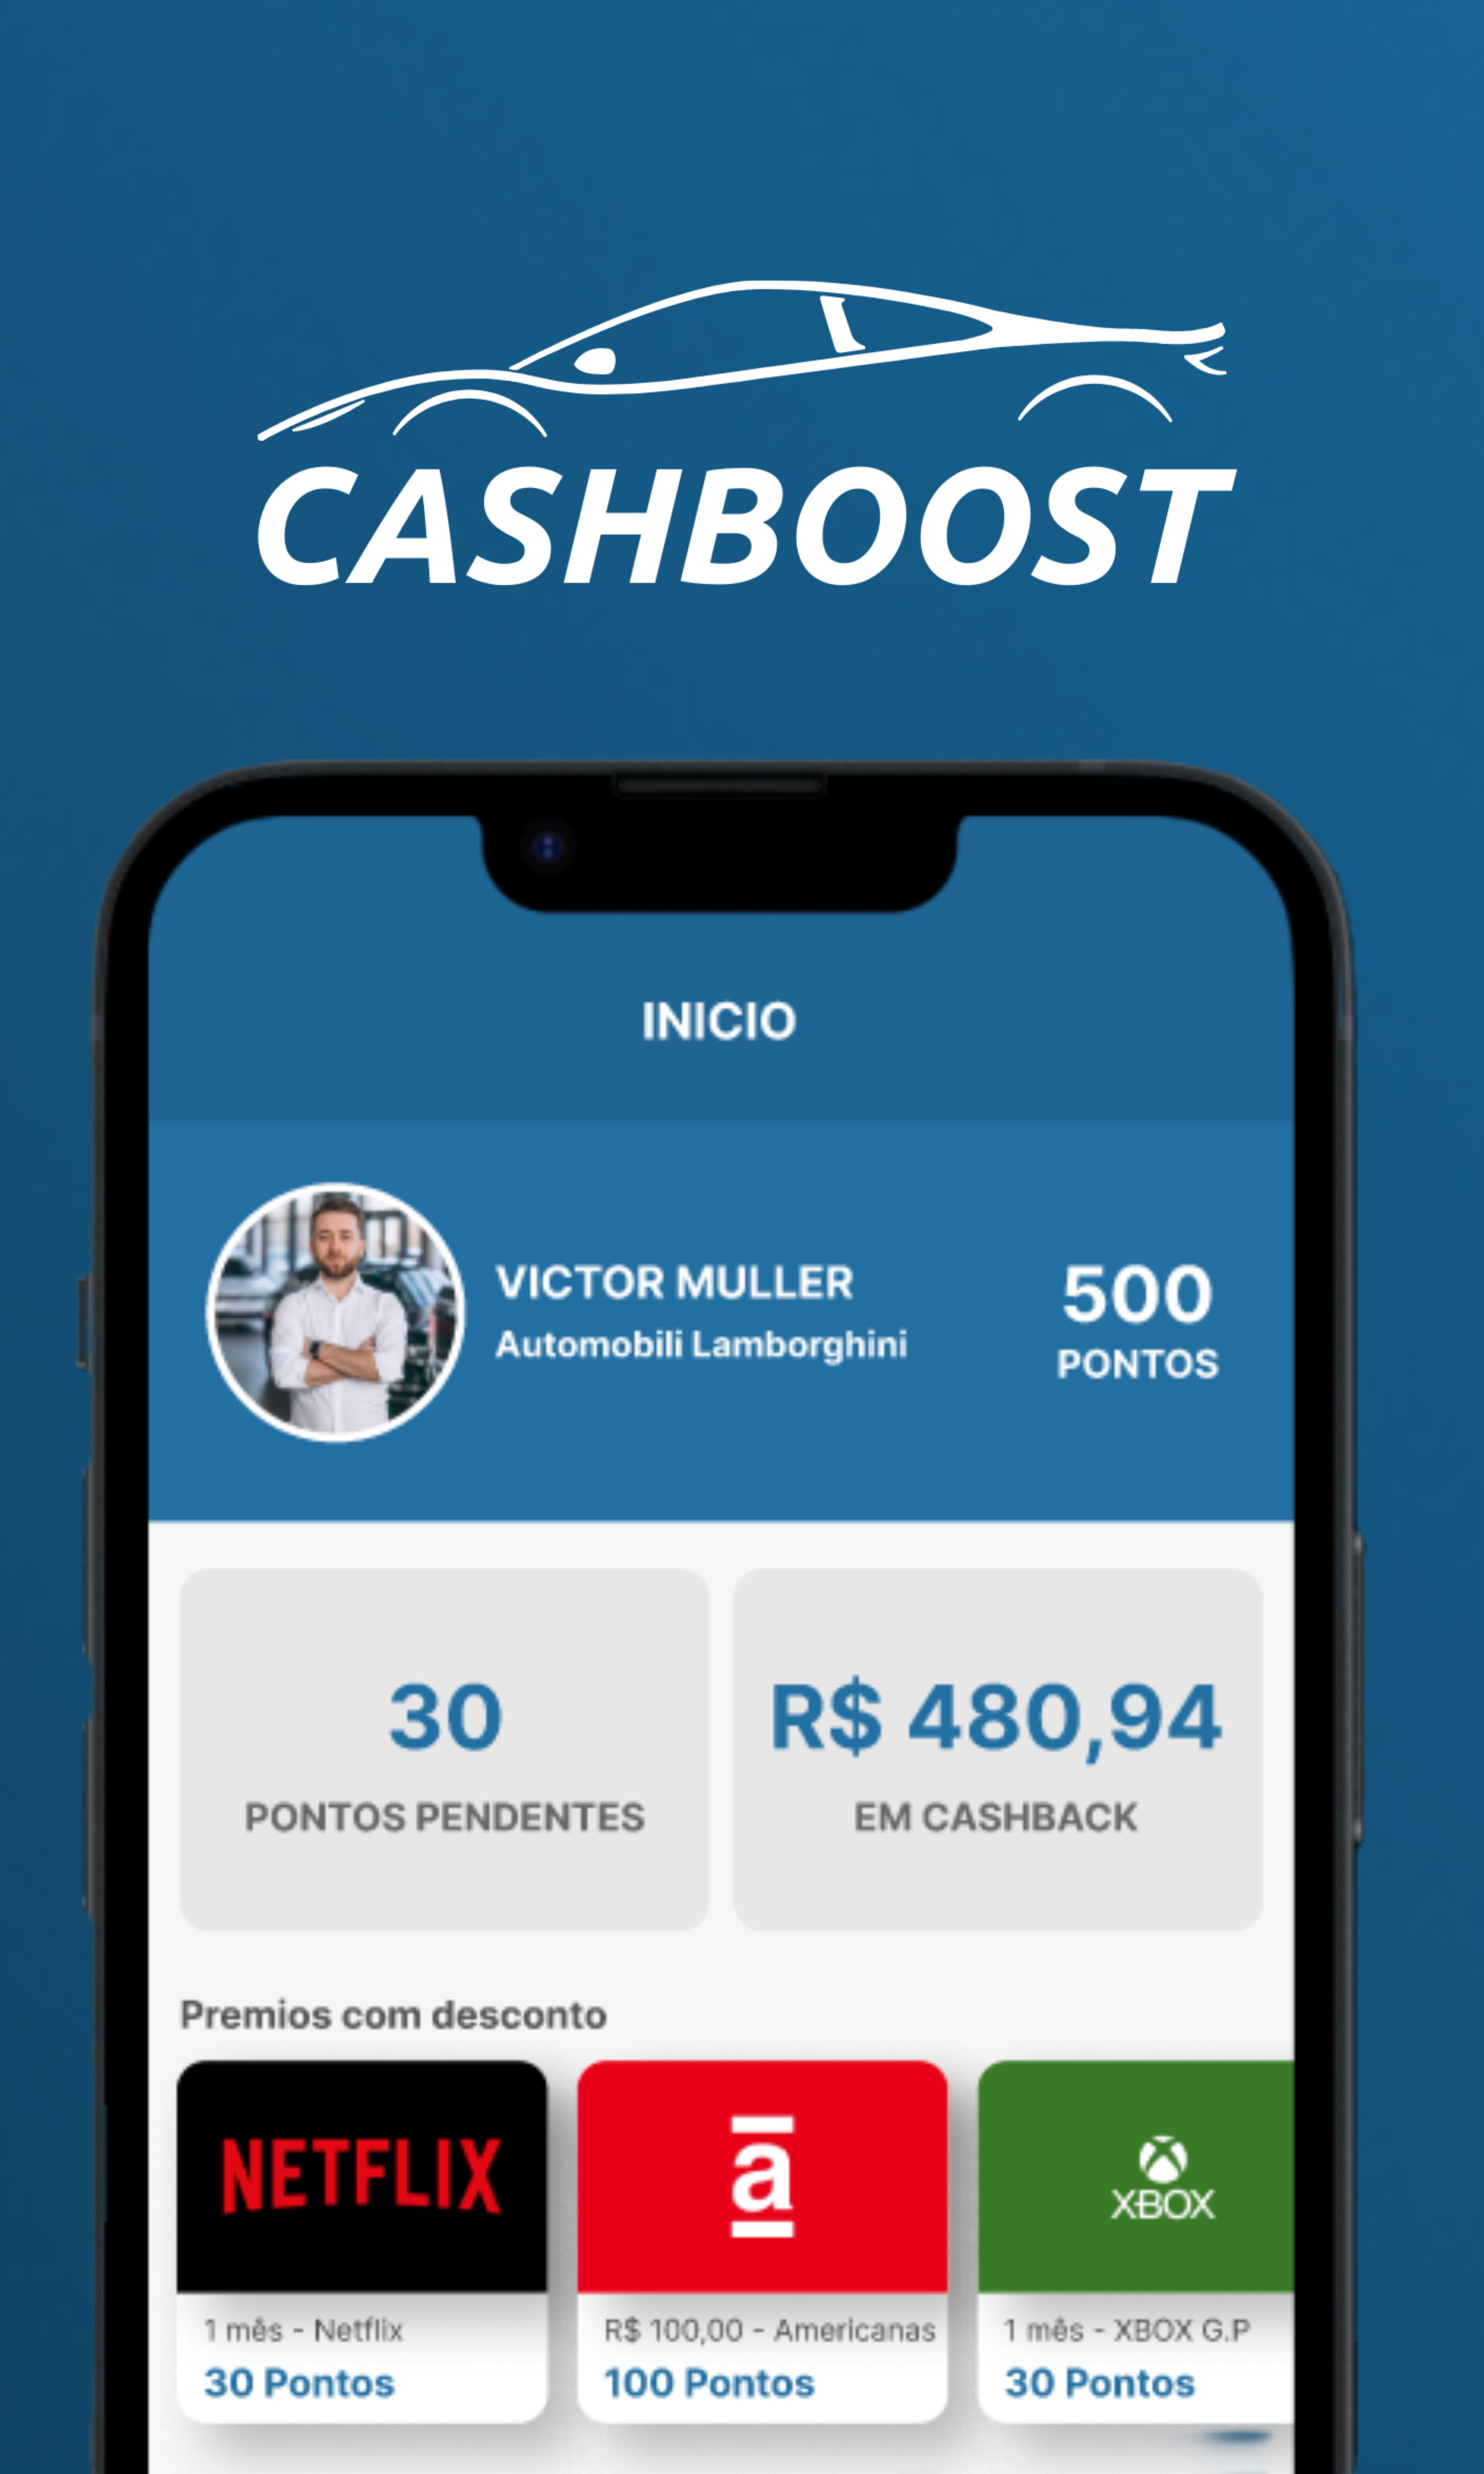 CASHBOOST
INICIO
VICTOR MULLER
Automobili Lamborghini
500
PONTOS
30
PONTOS PENDENTES
R$ 480,94
EM CASHBACK
Premios com desconto
NETFLIX
a
XBOX
1 mês - Netflix
30 Pontos
R$ 100,00 - Americanas
100 Pontos
1 mês - XBOX G.P
30 Pontos